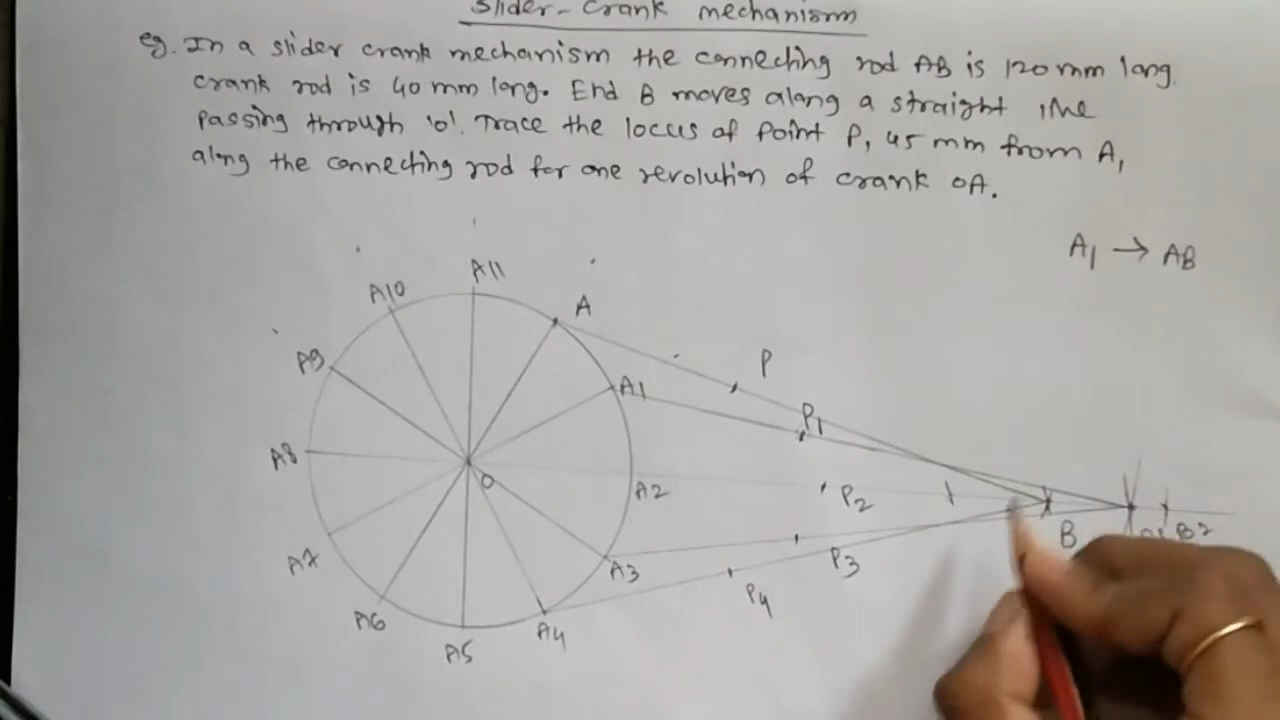 Slider-Crank mechanism
eg. In a slider crank mechanism the connecting rod AB is 120 mm long.
crank rod is 40 mm long. End B moves along a straight line
passing through 'o'. Trace the locus of point P, 45 mm from A,
along the connecting rod for one revolution of crank OA.
A1 → AB
A11
A10
A
A9
P
A1
P1
A8
O
A2
P2
B
B2
A7
A3
P3
A6
A4
P4
A5